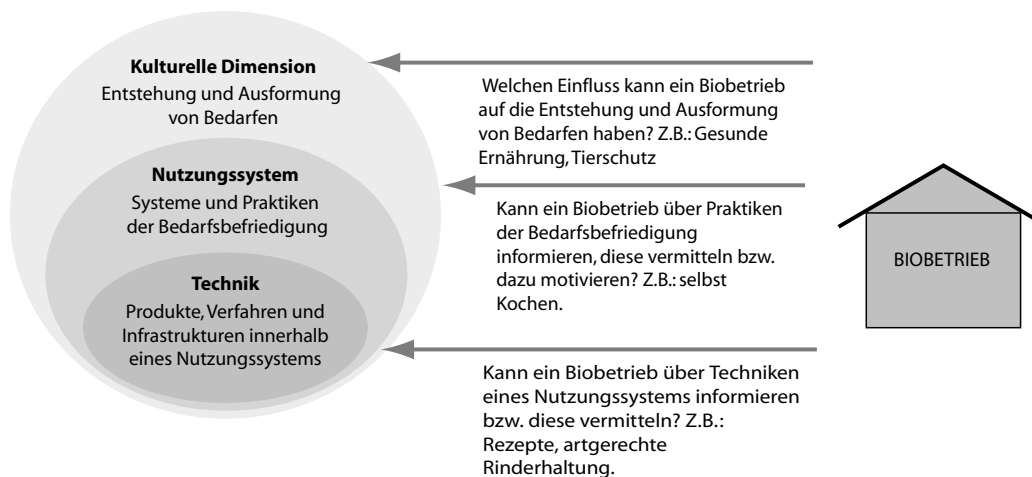 Kulturelle Dimension
Entstehung und Ausformung
von Bedarfen
Nutzungssystem
Systeme und Praktiken
der Bedarfsbefriedigung
Technik
Produkte, Verfahren und
Infrastrukturen innerhalb
eines Nutzungssystems
Welchen Einfluss kann ein Biobetrieb
auf die Entstehung und Ausformung
von Bedarfen haben? Z.B.: Gesunde
Ernährung, Tierschutz
Kann ein Biobetrieb über Praktiken
der Bedarfsbefriedigung
informieren, diese vermitteln bzw.
dazu motivieren? Z.B.: selbst
Kochen.
Kann ein Biobetrieb über Techniken
eines Nutzungssystems informieren
bzw. diese vermitteln? Z.B.:
Rezepte, artgerechte
Rinderhaltung.
BIOBETRIEB